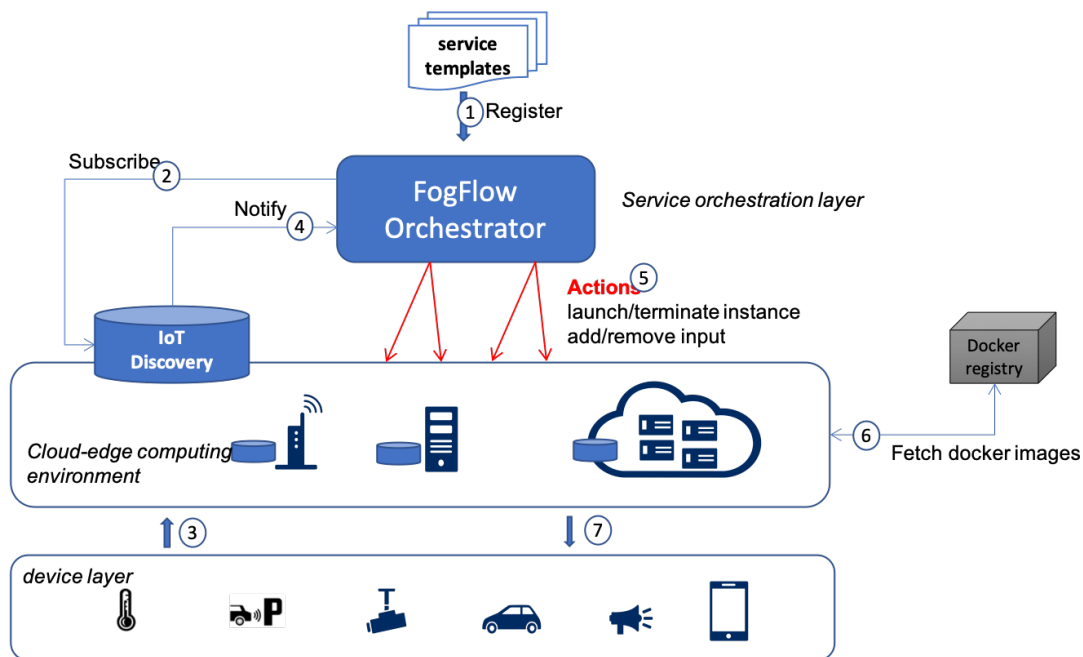 service
templates
1 Register
Subscribe 2
Notify 4
FogFlow
Orchestrator
Service orchestration layer
5
Actions
launch/terminate instance
add/remove input
IoT
Discovery
Docker
registry
6
Fetch docker images
Cloud-edge computing
environment
3
7
device layer
P